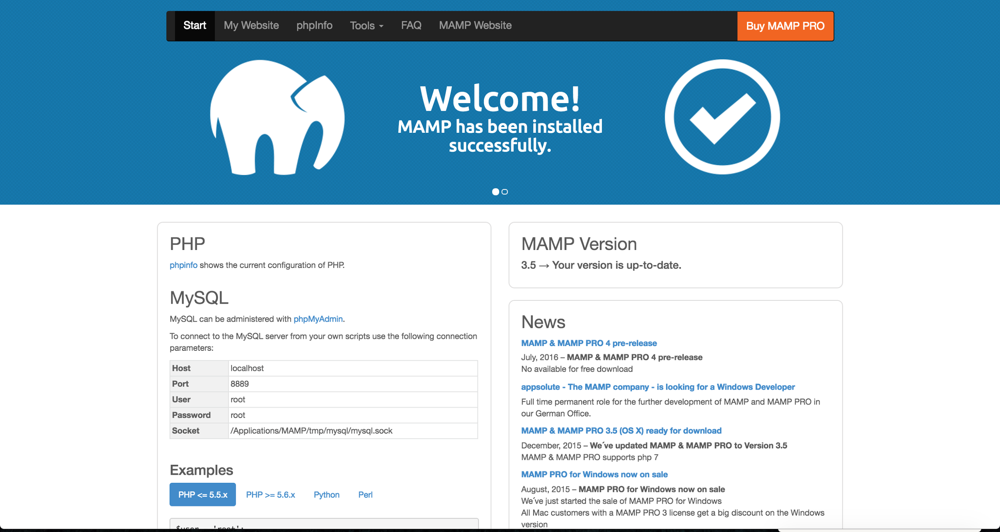 Start My Website phpInfo Tools FAQ MAMP Website Buy MAMP PRO
Welcome!
MAMP has been installed
successfully.
PHP
phpinfo shows the current configuration of PHP.
MySQL
MySQL can be administered with phpMyAdmin.
To connect to the MySQL server from your own scripts use the following connection
parameters:
Host localhost
Port 8889
User root
Password root
Socket /Applications/MAMP/tmp/mysql/mysql.sock
Examples
PHP <= 5.5.x PHP >= 5.6.x Python Perl
MAMP Version
3.5 → Your version is up-to-date.
News
MAMP & MAMP PRO 4 pre-release
July, 2016 – MAMP & MAMP PRO 4 pre-release
No available for free download
appsolute - The MAMP company - is looking for a Windows Developer
Full time permanent role for the further development of MAMP and MAMP PRO in
our German Office.
MAMP & MAMP PRO 3.5 (OS X) ready for download
December, 2015 – We´ve updated MAMP & MAMP PRO to Version 3.5
MAMP & MAMP PRO supports php 7
MAMP PRO for Windows now on sale
August, 2015 – MAMP PRO for Windows now on sale
We´ve just started the sale of MAMP PRO for Windows
All Mac customers with a MAMP PRO 3 license get a big discount on the Windows
version